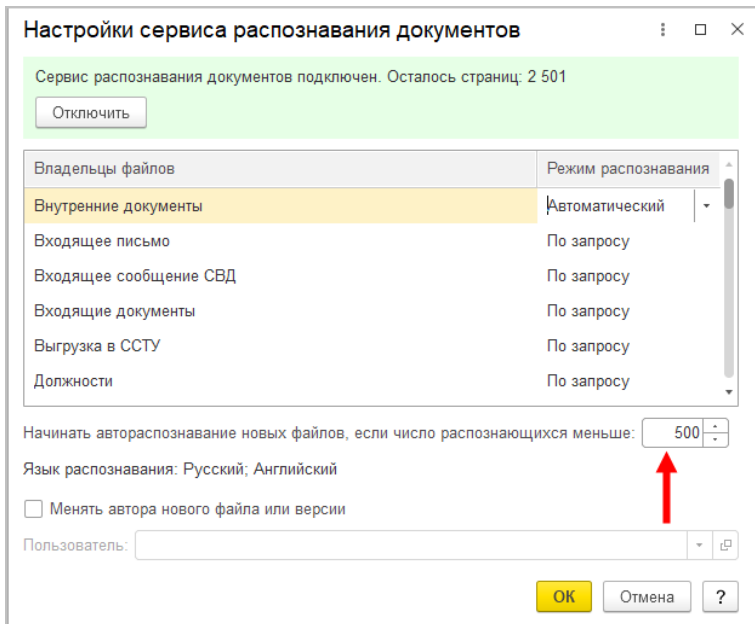 Настройки сервиса распознавания документов
Сервис распознавания документов подключен. Осталось страниц: 2 501
Отключить
Владельцы файлов Режим распознавания
Внутренние документы Автоматический
Входящее письмо По запросу
Входящее сообщение СВД По запросу
Входящие документы По запросу
Выгрузка в ССТУ По запросу
Должности По запросу
Начинать автораспознавание новых файлов, если число распознающихся меньше: 500
Язык распознавания: Русский; Английский
Менять автора нового файла или версии
Пользователь:
ОК Отмена ?